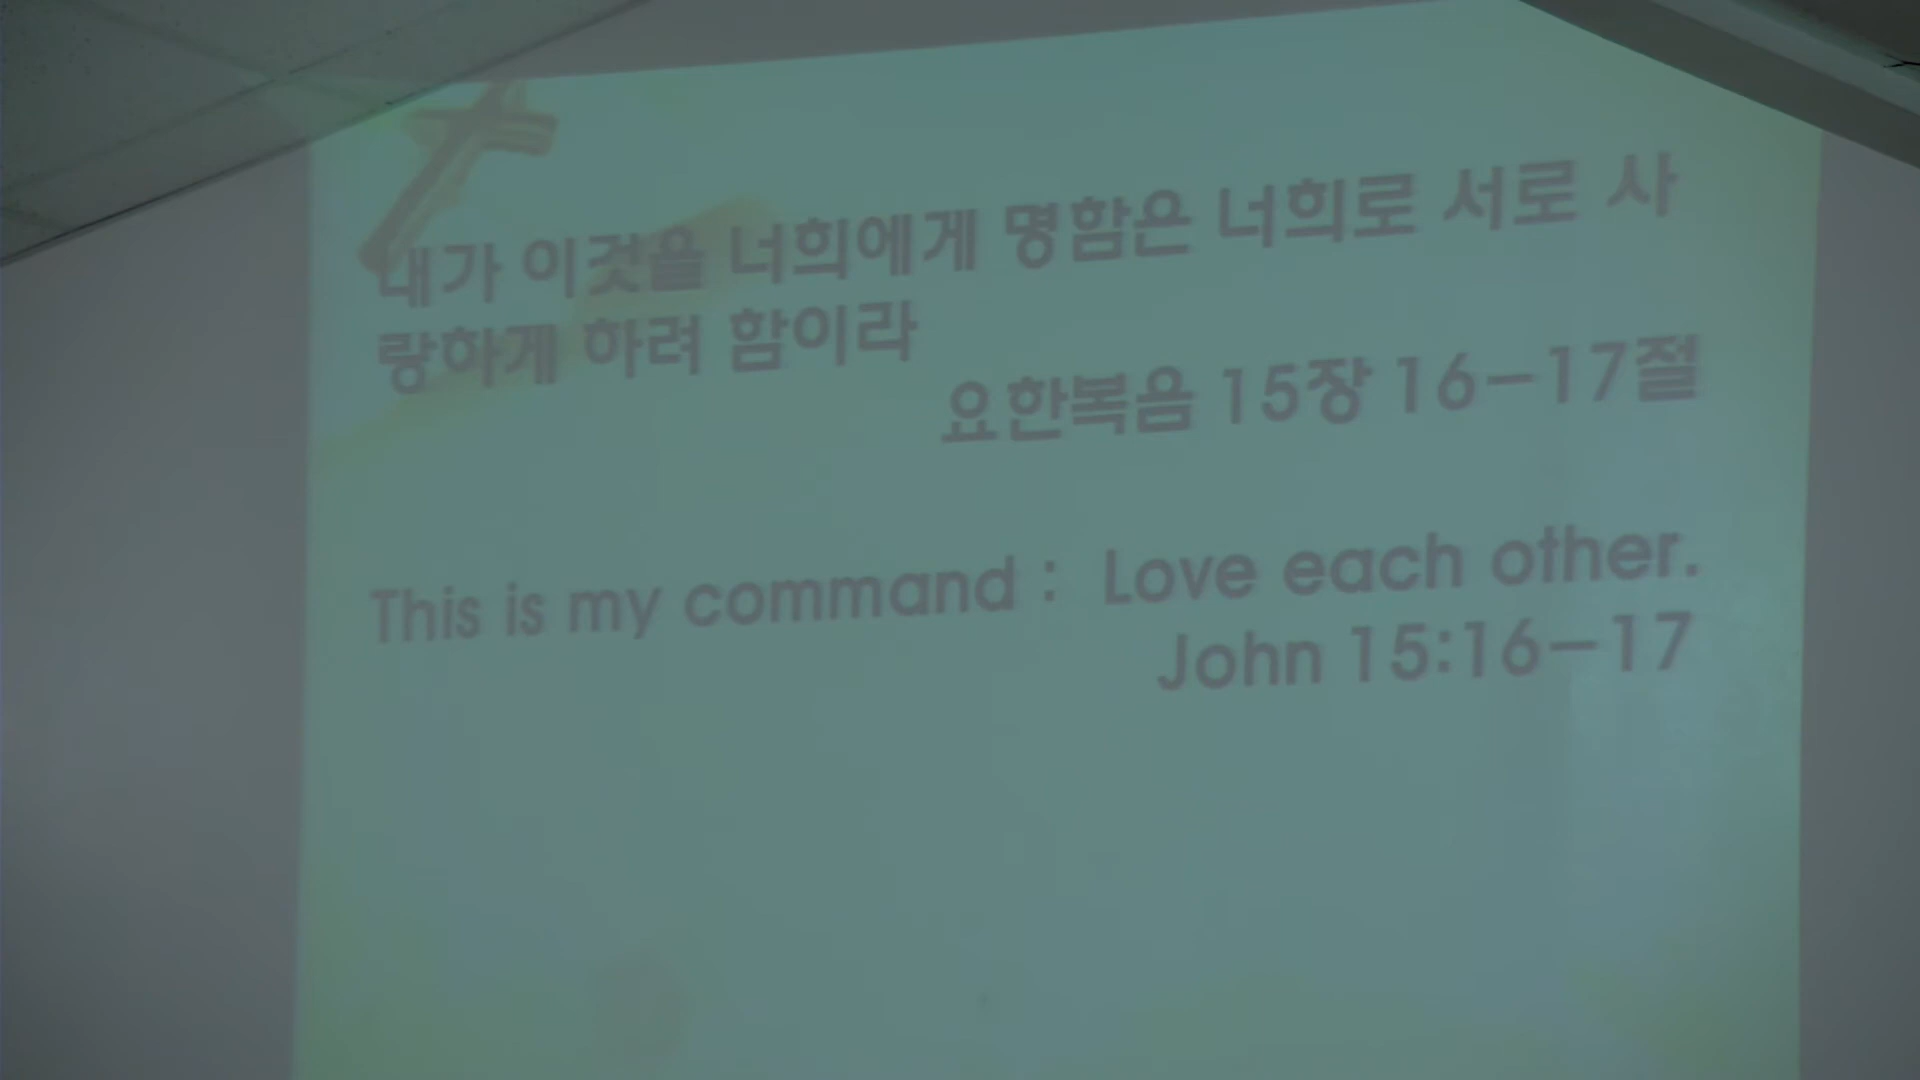 내가 이것을 너희에게 명함은 너희로 서로 사
랑하게 하려 함이라
요한복음 15장 16-17절
This is my command : Love each other.
John 15:16-17